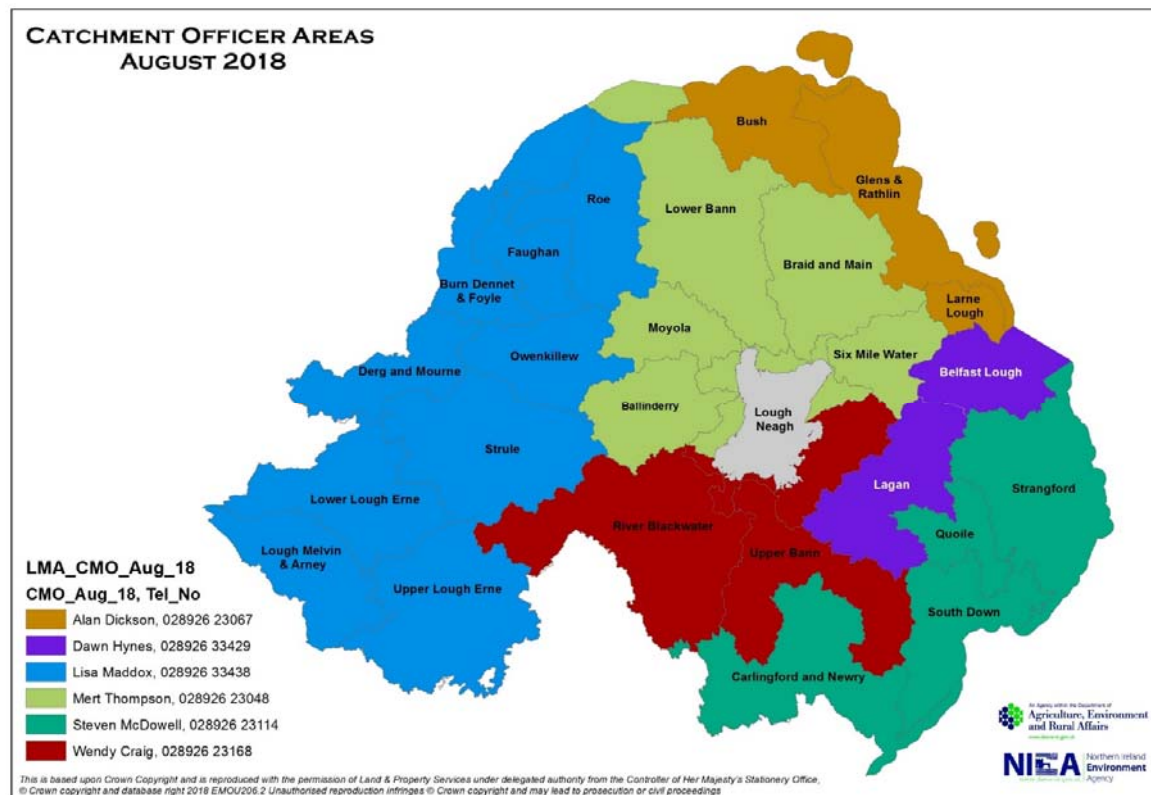 CATCHMENT OFFICER AREAS
AUGUST 2018
Bush
Glens &
Rathlin
Roe
Lower Bann
Faughan
Braid and Main
Burn Dennet
& Foyle
Larne
Lough
Moyola
Six Mile Water
Owenkillew
Derg and Mourne
Belfast Lough
Ballinderry
Lough
Neagh
Strule
Lagan
Strangford
Lower Lough Erne
River Blackwater
Quoile
Upper Bann
Lough Melvin
& Arney
Upper Lough Erne
South Down
Carlingford and Newry
LMA_CMO_Aug_18
CMO_Aug_18, Tel_No
Alan Dickson, 028926 23067
Dawn Hynes, 028926 33429
Lisa Maddox, 028926 33438
Mert Thompson, 028926 23048
Steven McDowell, 028926 23114
Wendy Craig, 028926 23168
An Agency within the Department of
Agriculture, Environment
and Rural Affairs
NIEA
Northern Ireland
Environment
Agency
This is based upon Crown Copyright and is reproduced with the permission of Land & Property Services under delegated authority from the Controller of Her Majesty's Stationery Office,
© Crown copyright and database right 2018 EMOU206.2 Unauthorised reproduction infringes © Crown copyright and may lead to prosecution or civil proceedings